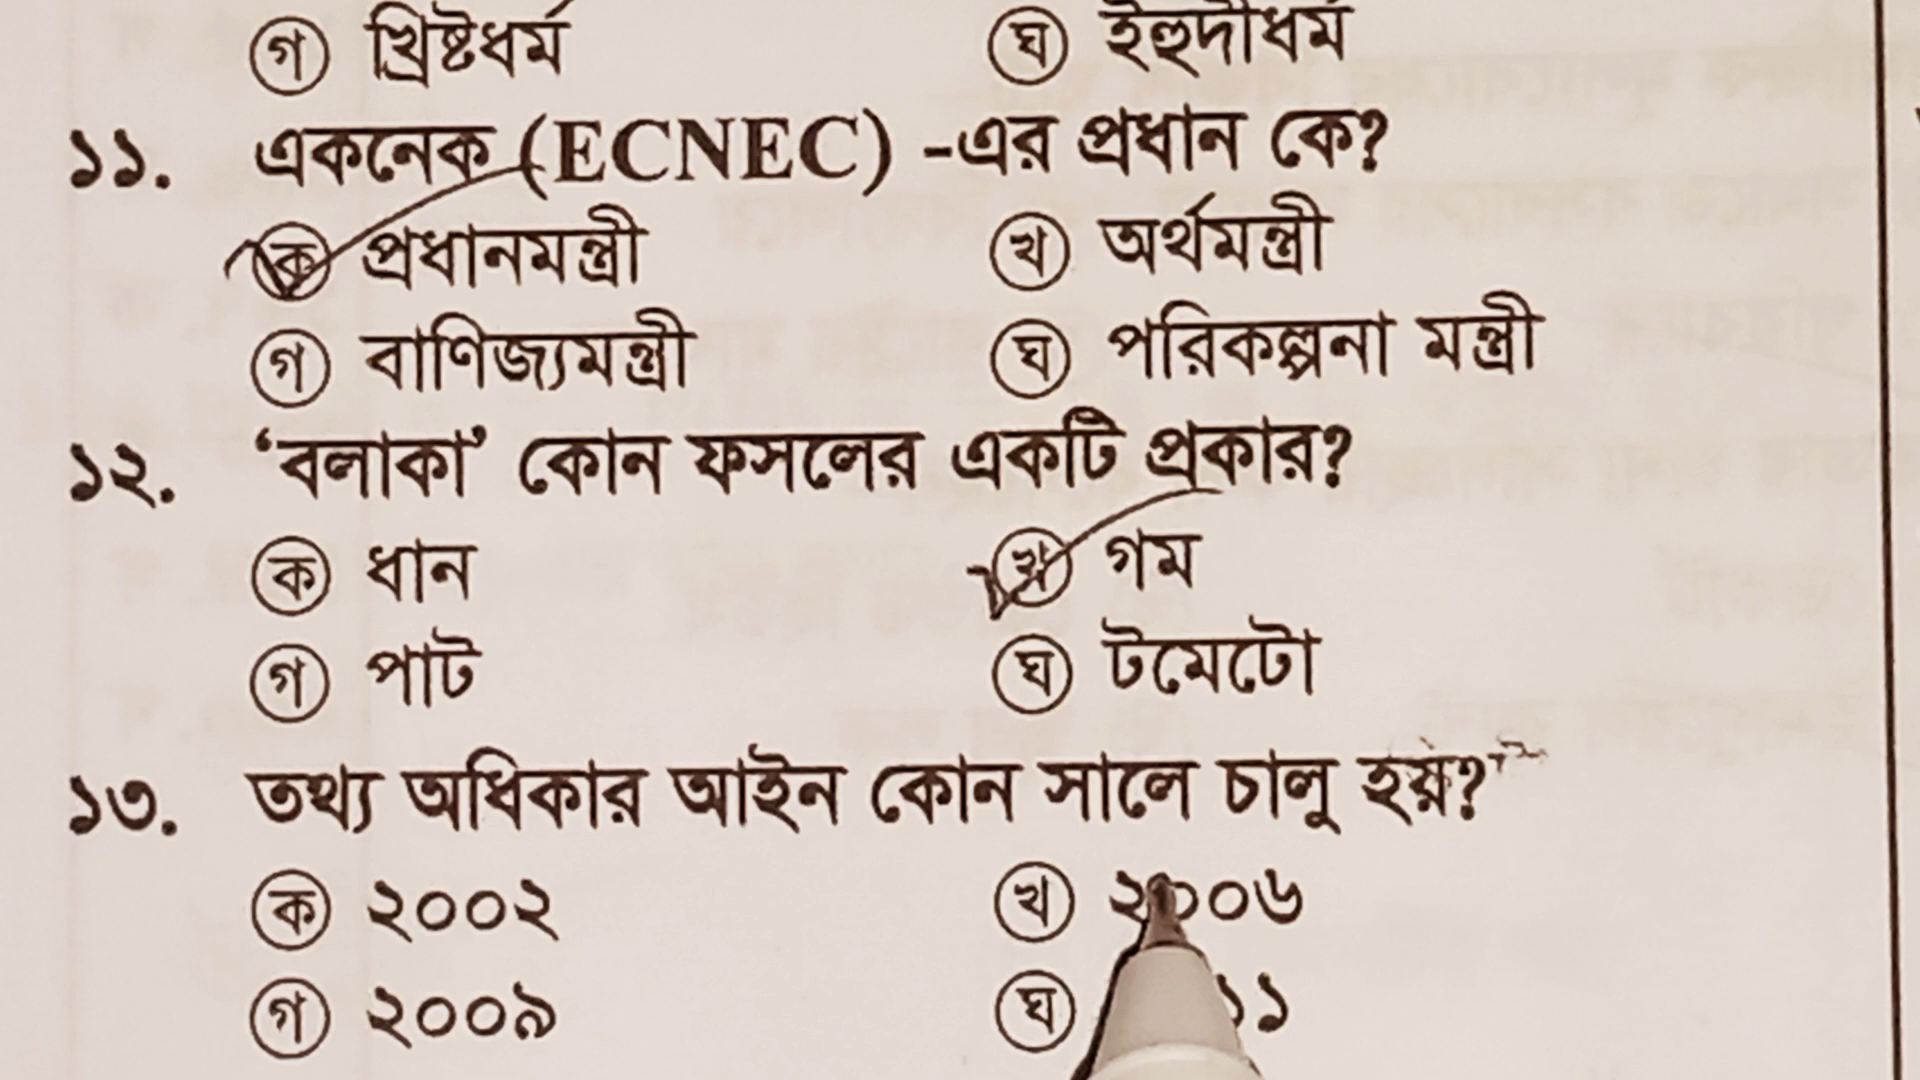 গ খ্রিষ্টধর্ম ঘ ইহুদীধর্ম
১১. একনেক (ECNEC) -এর প্রধান কে?
ক প্রধানমন্ত্রী খ অর্থমন্ত্রী
গ বাণিজ্যমন্ত্রী ঘ পরিকল্পনা মন্ত্রী
১২. ‘বলাকা’ কোন ফসলের একটি প্রকার?
ক ধান খ গম
গ পাট ঘ টমেটো
১৩. তথ্য অধিকার আইন কোন সালে চালু হয়?
ক ২০০২ খ ২০০৬
গ ২০০৯ ঘ